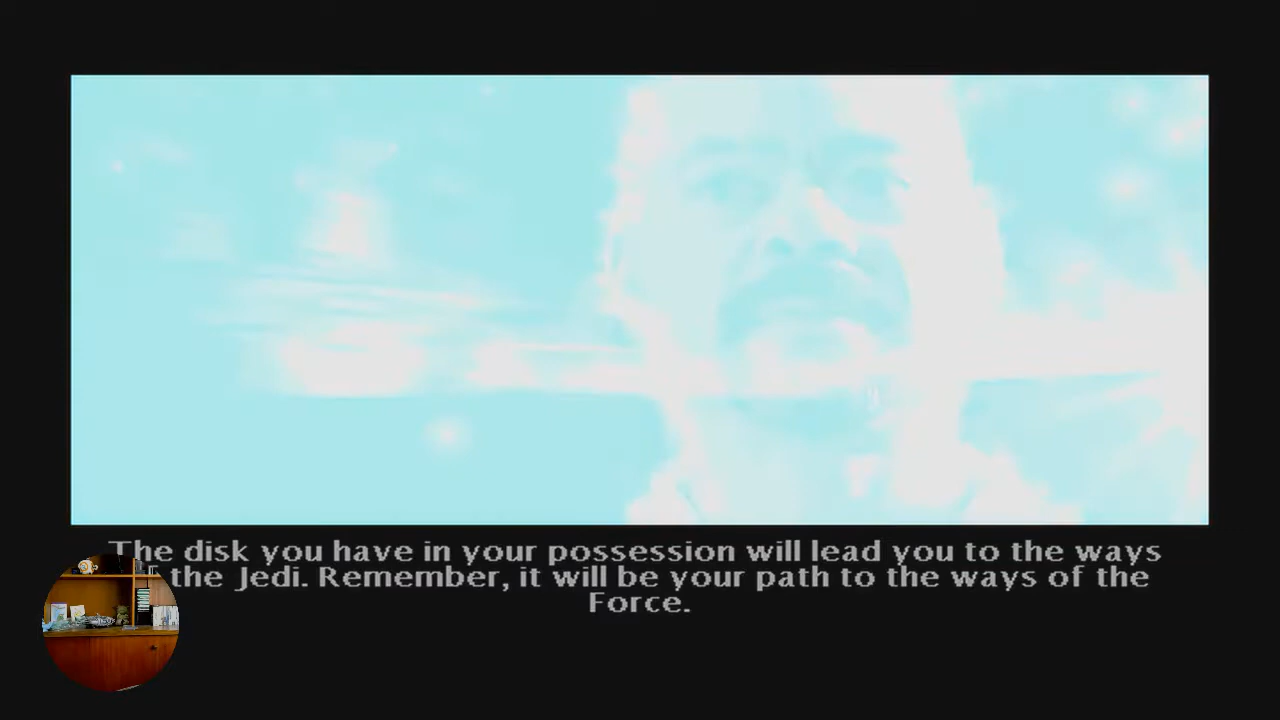 The disk you have in your possession will lead you to the ways
the Jedi. Remember, it will be your path to the ways of the
Force.